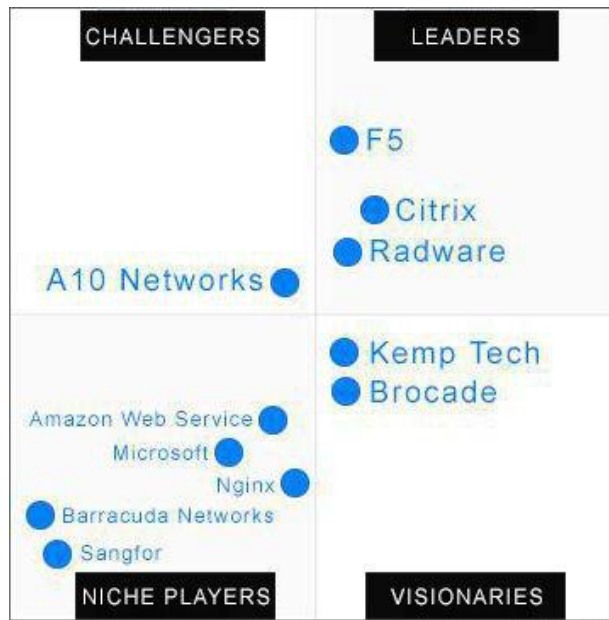 CHALLENGERS
LEADERS
F5
Citrix
Radware
A10 Networks
Kemp Tech
Brocade
Amazon Web Service
Microsoft
Nginx
Barracuda Networks
Sangfor
NICHE PLAYERS
VISIONARIES